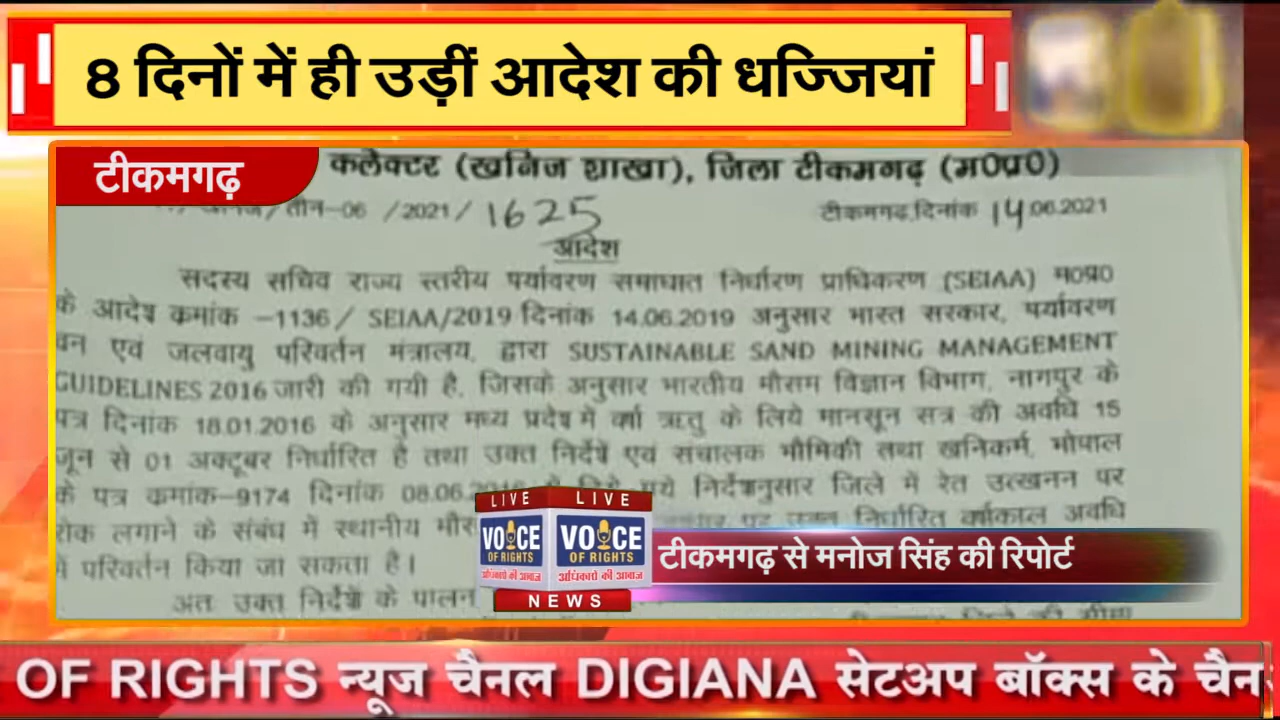 8 दिनों में ही उड़ीं आदेश की धज्जियां
टीकमगढ़
कलेक्टर (खनिज शाखा), जिला टीकमगढ़ (म0प्र0)
/तीन-06 /2021/ 1625 टीकमगढ़,दिनांक 14.06.2021
आदेश
सदस्य सचिव राज्य स्तरीय पर्यावरण समाघात निर्धारण प्राधिकरण (SEIAA) म0प्र0
के आदेश क्रमांक -1136/ SEIAA/2019 दिनांक 14.06.2019 अनुसार भारत सरकार, पर्यावरण
वन एवं जलवायु परिवर्तन मंत्रालय, द्वारा SUSTAINABLE SAND MINING MANAGEMENT
GUIDELINES 2016 जारी की गयी है, जिसके अनुसार भारतीय मौसम विज्ञान विभाग, नागपुर के
पत्र दिनांक 18.01.2016 के अनुसार मध्य प्रदेश में वर्षा ऋतु के लिये मानसून सत्र की अवधि 15
जून से 01 अक्टूबर निर्धारित है तथा उक्त निर्देश एवं संचालक भौमिकी तथा खनिकर्म, भोपाल
के पत्र क्रमांक-9174 दिनांक 08.06. गये निर्देशानुसार जिले में रेत उत्खनन पर
रोक लगाने के संबंध में स्थानीय पर उक्त निर्धारित वर्षाकाल अवधि
में परिवर्तन किया जा सकता है।
अतः उक्त निर्देश के पालन
LIVE LIVE
VOICE OF RIGHTS अधिकारों की आवाज
VOICE OF RIGHTS अधिकारों की आवाज
NEWS
टीकमगढ़ से मनोज सिंह की रिपोर्ट
OF RIGHTS न्यूज चैनल DIGIANA सेटअप बॉक्स के चैन